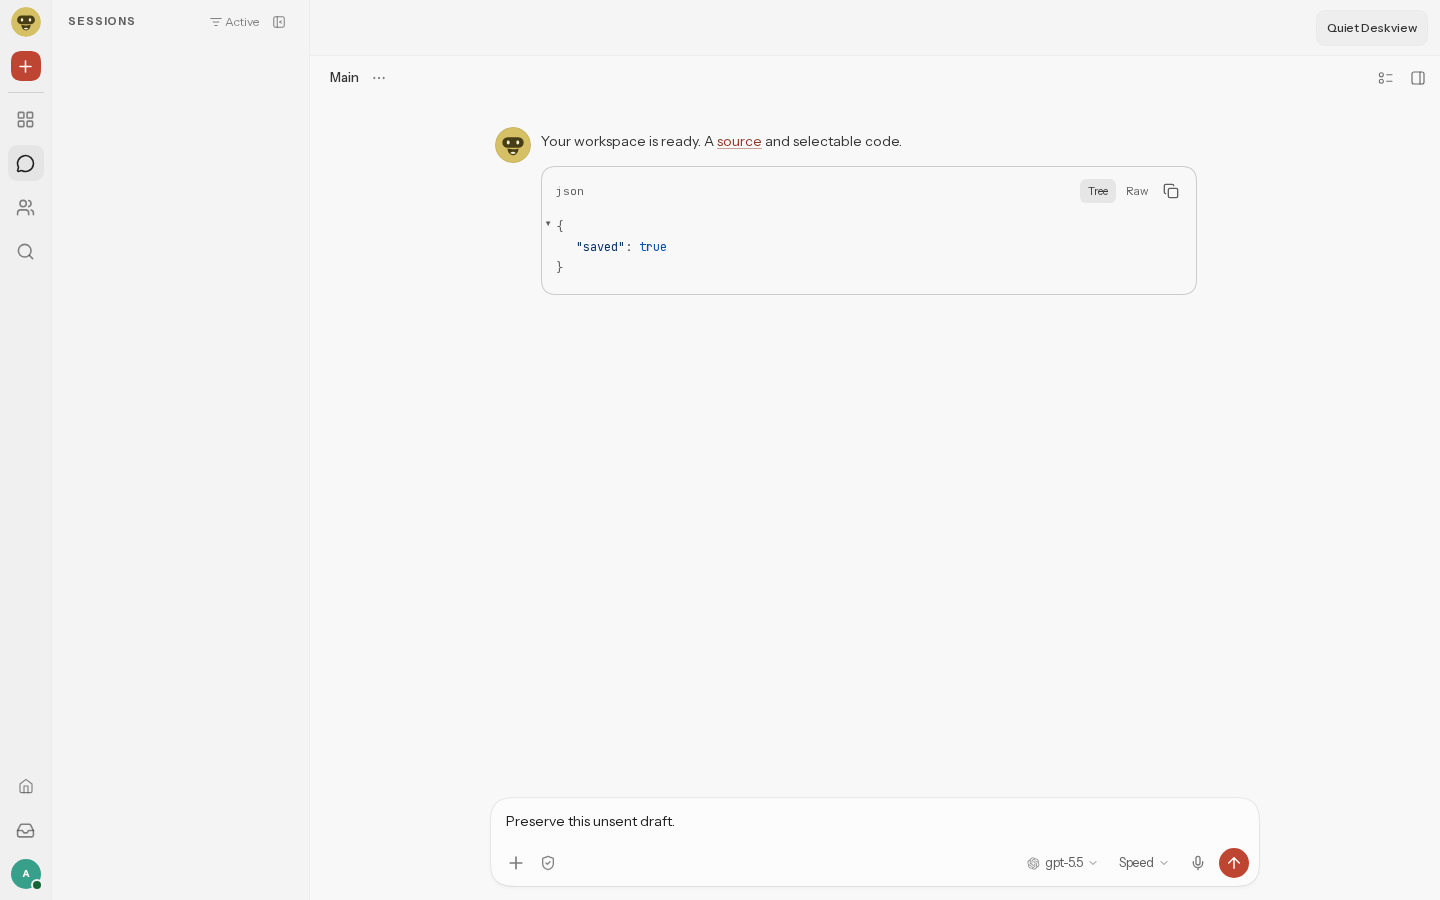 SESSIONS
Active
Quiet Deskview
Main
Your workspace is ready. A source and selectable code.
json
Tree
Raw
{
"saved": true
}
Preserve this unsent draft.
gpt-5.5
Speed
A